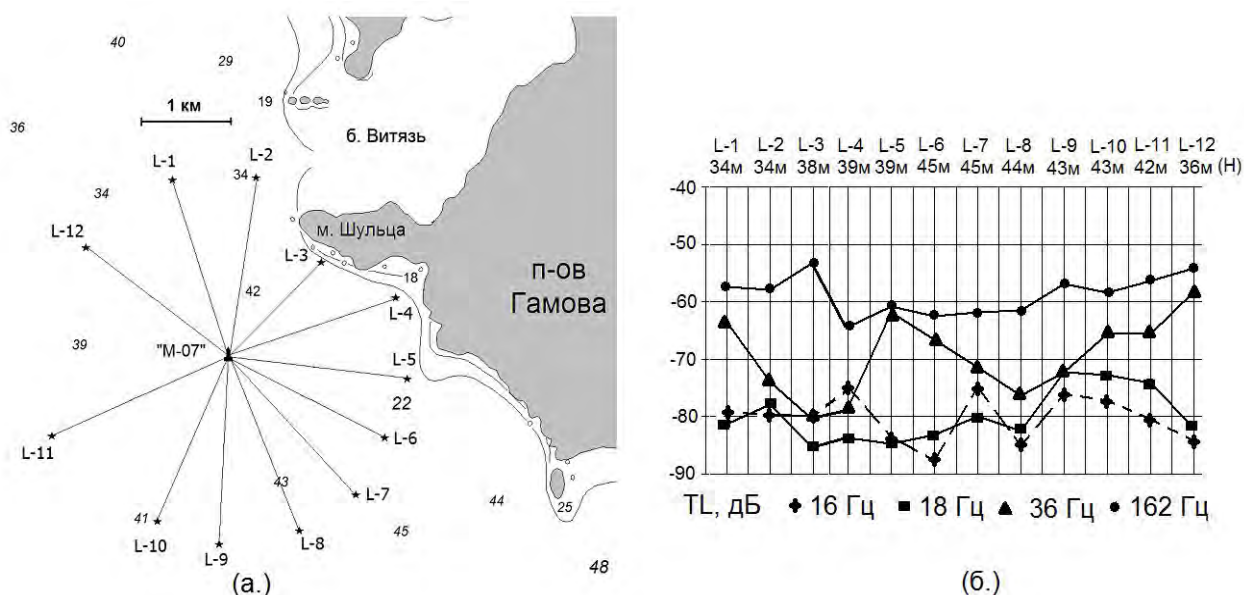 40
29
19
1 км
б. Витязь
36
L-1
L-2
34
34
L-12
м. Шульца
L-3
18
п-ов
Гамова
42
L-4
39
"М-07"
L-5
22
L-6
L-11
43
L-7
44
25
41
L-10
L-9
L-8
45
48
(а.)
L-1 L-2 L-3 L-4 L-5 L-6 L-7 L-8 L-9 L-10 L-11 L-12
34м 34м 38м 39м 39м 45м 45м 44м 43м 43м 42м 36м (Н)
-40
-50
-60
-70
-80
-90
TL, дБ 16 Гц 18 Гц 36 Гц 162 Гц
(б.)